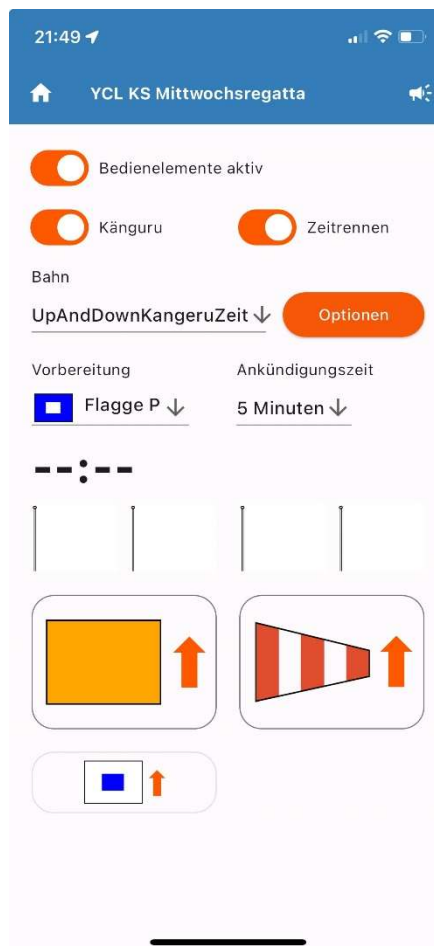 21:49
YCL KS Mittwochsregatta
Bedienelemente aktiv
Känguru
Zeitrennen
Bahn
UpAndDownKangeruZeit
Optionen
Vorbereitung
Ankündigungszeit
Flagge P
5 Minuten
--:--